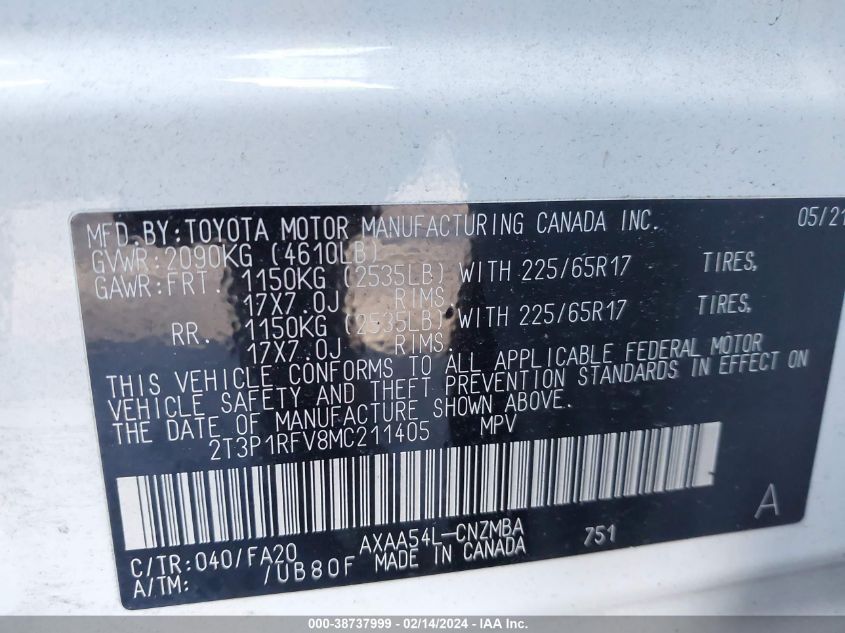 MFD.BY:TOYOTA MOTOR MANUFACTURING CANADA INC. 05/21
GVWR:2090KG (4610LB)
GAWR:FRT. 1150KG (2535LB) WITH 225/65R17 TIRES,
17X7.0J RIMS,
RR. 1150KG (2535LB) WITH 225/65R17 TIRES,
17X7.0J RIMS
THIS VEHICLE CONFORMS TO ALL APPLICABLE FEDERAL MOTOR
VEHICLE SAFETY AND THEFT PREVENTION STANDARDS IN EFFECT ON
THE DATE OF MANUFACTURE SHOWN ABOVE.
2T3P1RFV8MC211405 MPV
A
C/TR:040/FA20 AXAA54L-CNZMBA 751
A/TM: /UB80F MADE IN CANADA
000-38737999 - 02/14/2024 - IAA Inc.